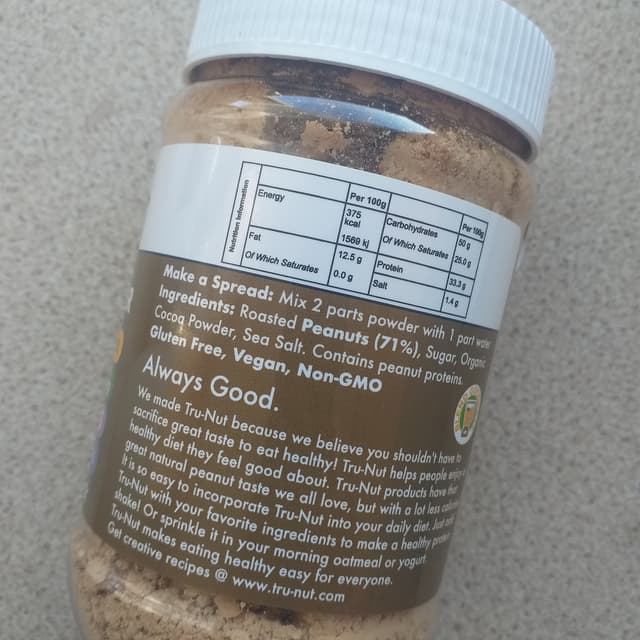 Nutrition Information
Per 100g Per 100g
Energy 375 kcal Carbohydrates 50 g
1569 kj Of Which Saturates 25.0 g
Fat 12.5 g Protein 33.3 g
Of Which Saturates 0.0 g Salt 1.4 g
Make a Spread: Mix 2 parts powder with 1 part water
Ingredients: Roasted Peanuts (71%), Sugar, Organic
Cocoa Powder, Sea Salt. Contains peanut proteins.
Gluten Free, Vegan, Non-GMO
Always Good.
We made Tru-Nut because we believe you shouldn't have to
sacrifice great taste to eat healthy! Tru-Nut helps people enjoy a
healthy diet they feel good about. Tru-Nut products have that
great natural peanut taste we all love, but with a lot less
It is so easy to incorporate Tru-Nut into your daily diet. Just
Tru-Nut with your favorite ingredients to make a healthy
shake! Or sprinkle it in your morning oatmeal or yogurt.
Tru-Nut makes eating healthy easy for everyone.
Get creative recipes @ www.tru-nut.com